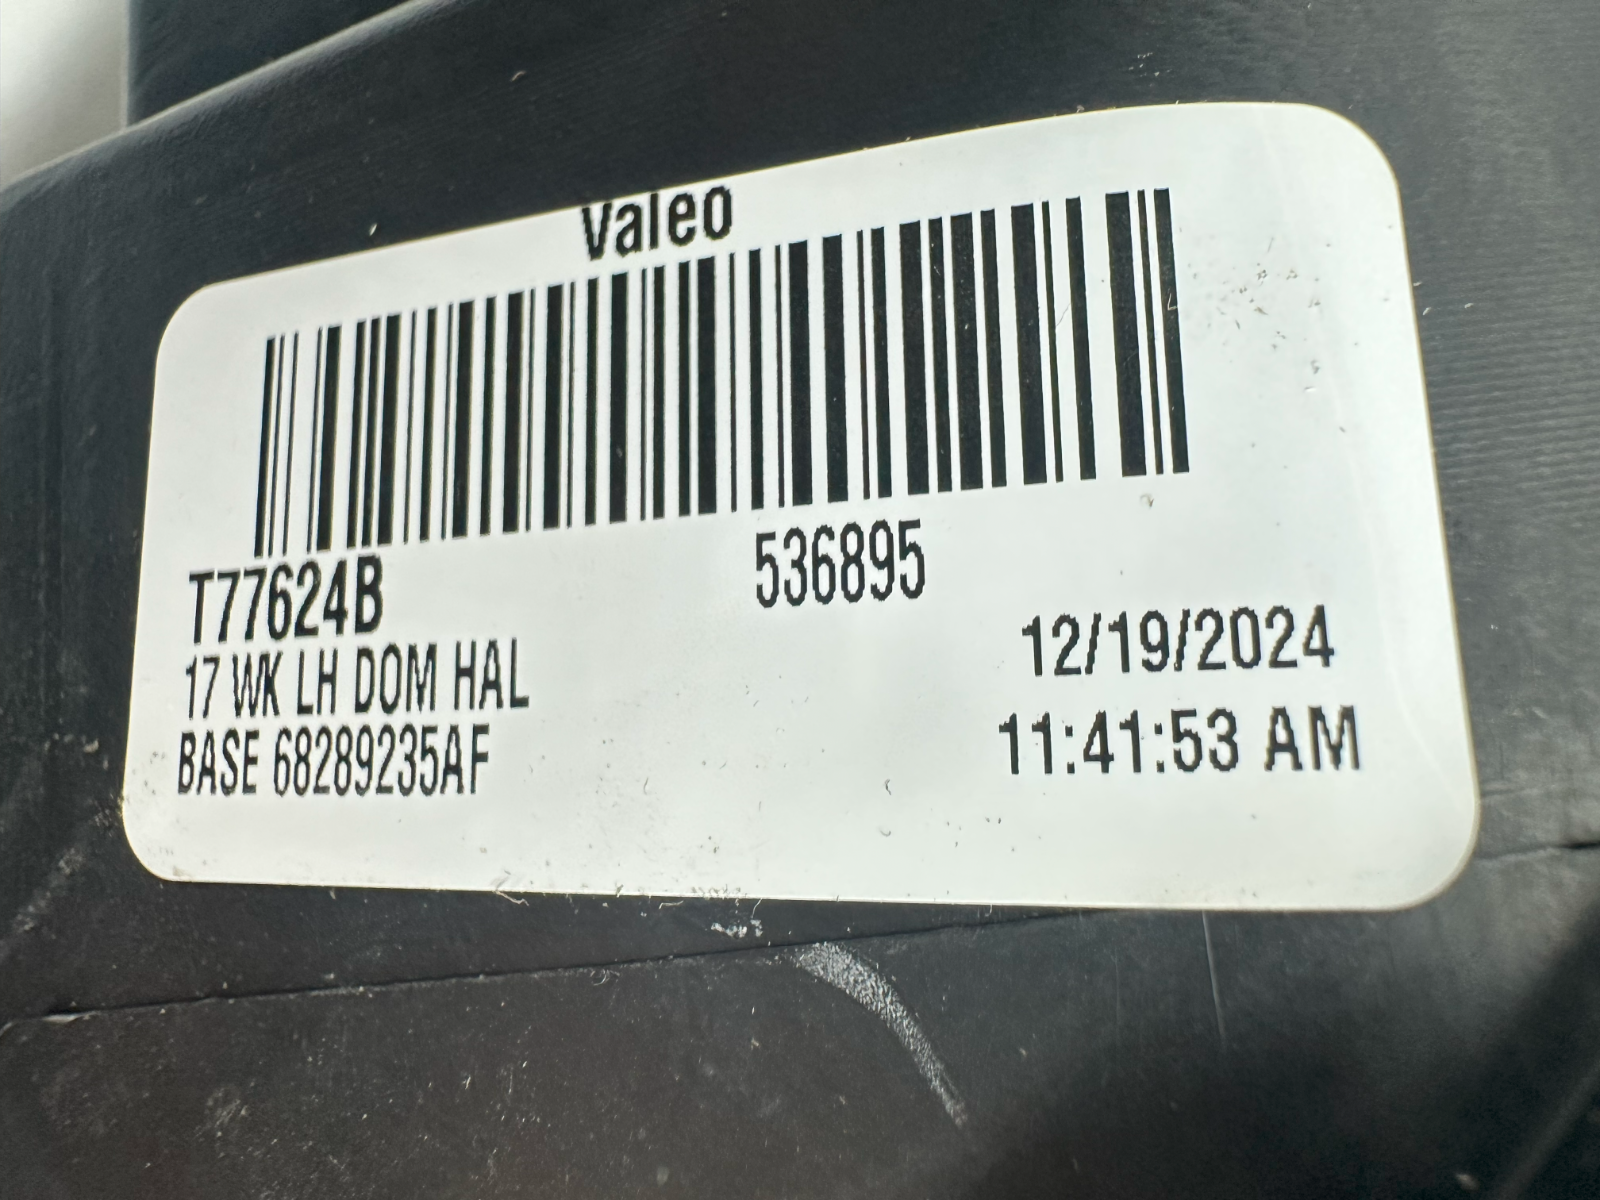 Valeo
T77624B
536895
17 WK LH DOM HAL
12/19/2024
BASE 68289235AF
11:41:53 AM